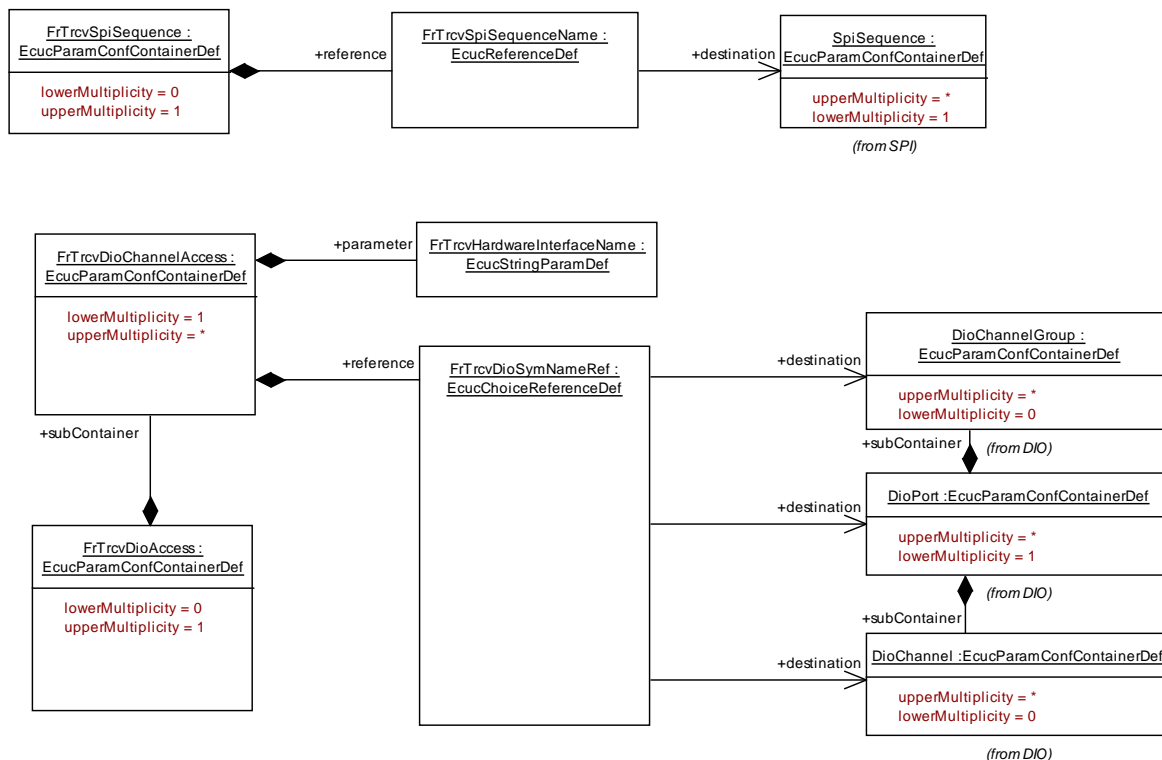 FrTrcvSpiSequence :
EcucParamConfContainerDef
lowerMultiplicity = 0
upperMultiplicity = 1
+reference
FrTrcvSpiSequenceName :
EcucReferenceDef
+destination
SpiSequence :
EcucParamConfContainerDef
upperMultiplicity = *
lowerMultiplicity = 1
(from SPI)
FrTrcvDioChannelAccess :
EcucParamConfContainerDef
lowerMultiplicity = 1
upperMultiplicity = *
+parameter
FrTrcvHardwareInterfaceName :
EcucStringParamDef
+reference
FrTrcvDioSymNameRef :
EcucChoiceReferenceDef
+destination
DioChannelGroup :
EcucParamConfContainerDef
upperMultiplicity = *
lowerMultiplicity = 0
(from DIO)
+subContainer
+subContainer
+destination
DioPort :EcucParamConfContainerDef
upperMultiplicity = *
lowerMultiplicity = 1
(from DIO)
FrTrcvDioAccess :
EcucParamConfContainerDef
lowerMultiplicity = 0
upperMultiplicity = 1
+subContainer
+destination
DioChannel :EcucParamConfContainerDef
upperMultiplicity = *
lowerMultiplicity = 0
(from DIO)